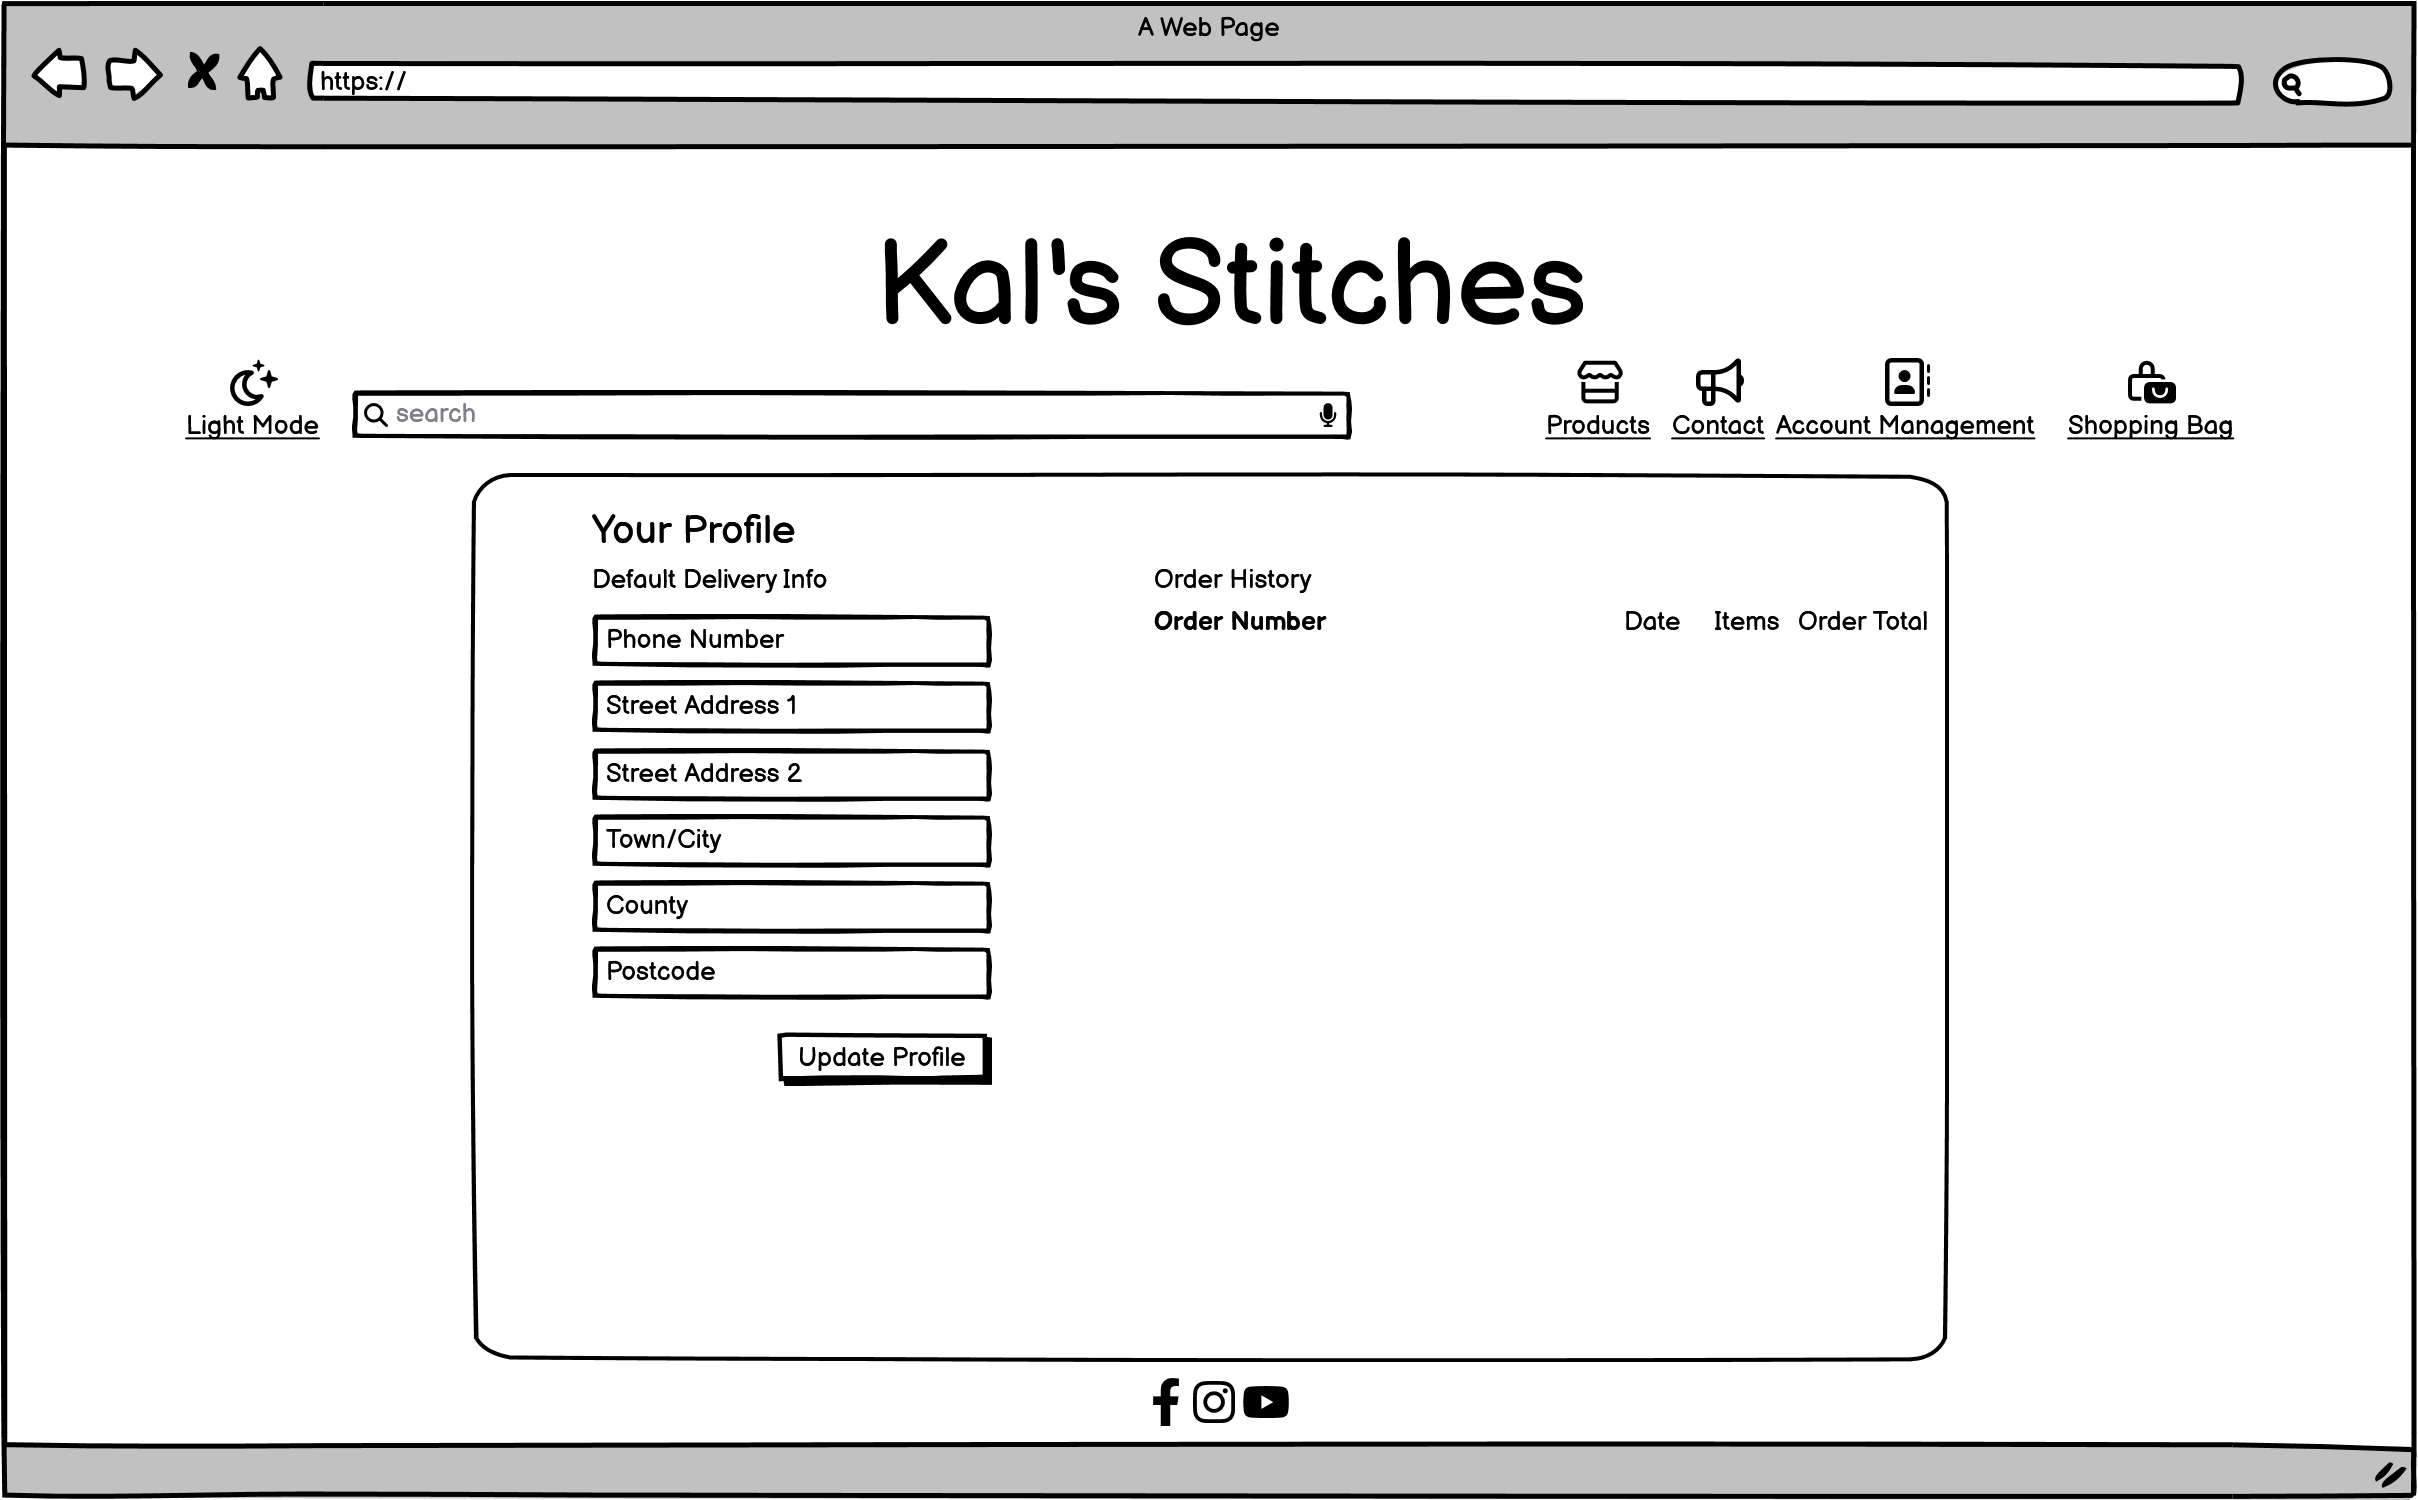 A Web Page
https://
Kal's Stitches
Light Mode
search
Products Contact Account Management Shopping Bag
Your Profile
Default Delivery Info
Phone Number
Street Address 1
Street Address 2
Town/City
County
Postcode
Update Profile
Order History
Order Number Date Items Order Total